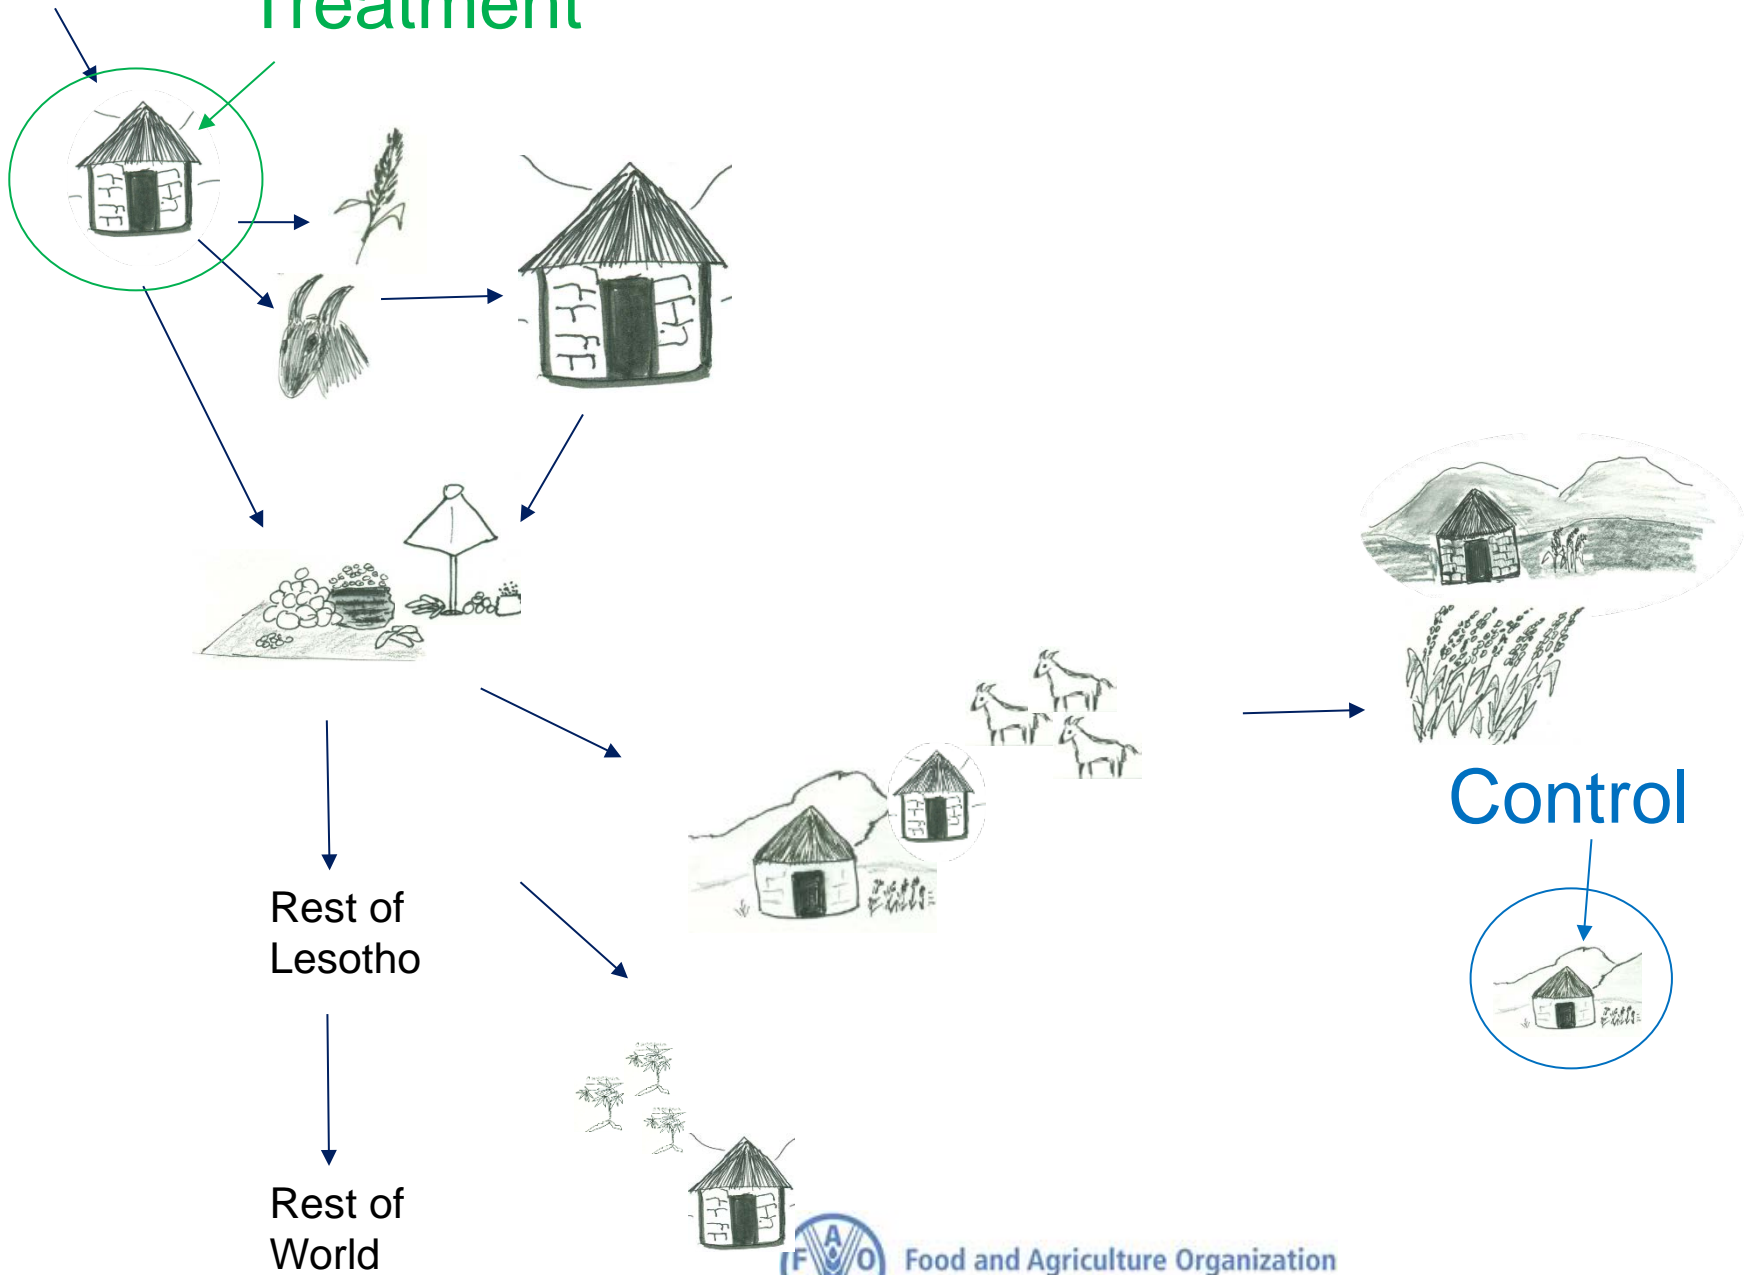 Treatment
Control
Rest of
Lesotho
Rest of
World
FAO
Food and Agriculture Organization